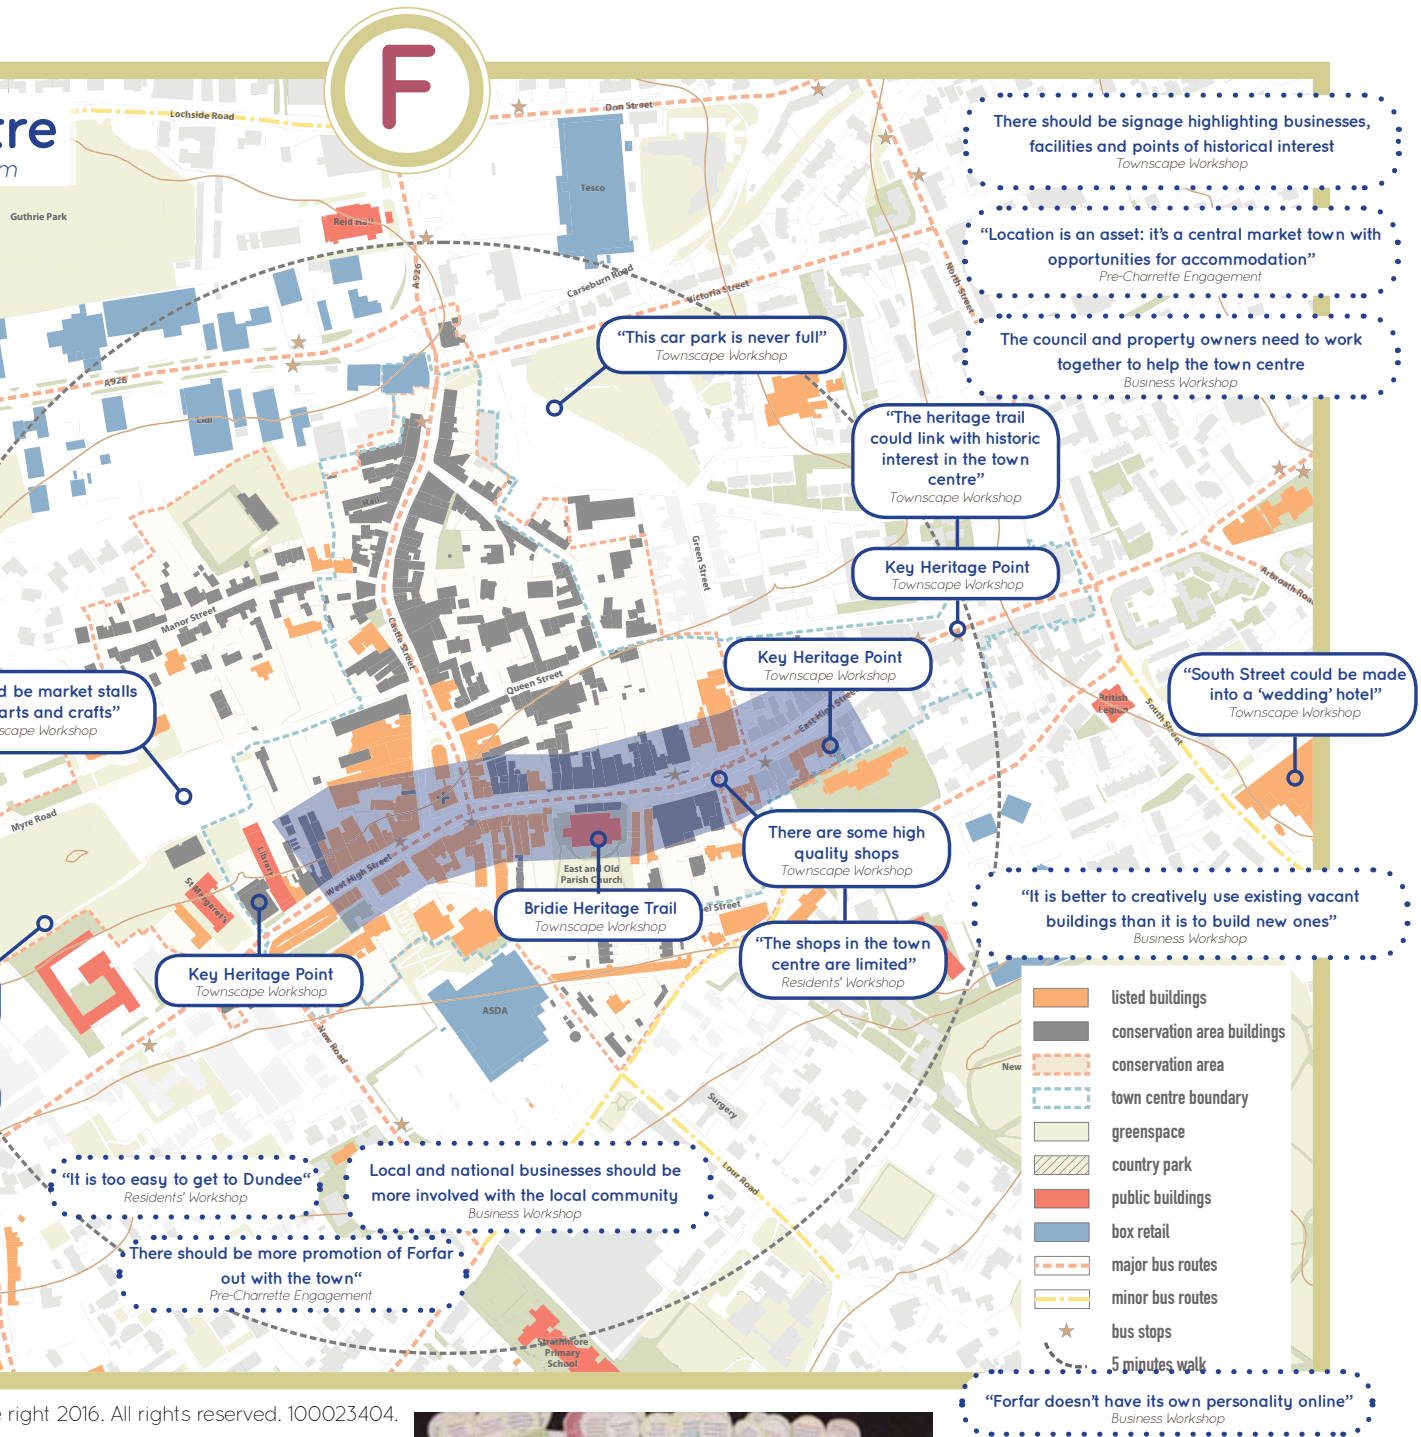 F
tre
m
Lochside Road
Don Street
Guthrie Park
Reid Hall
Tesco
A926
Carseburn Road
Victoria Street
North Street
There should be signage highlighting businesses,
facilities and points of historical interest
Townscape Workshop
“Location is an asset: it’s a central market town with
opportunities for accommodation”
Pre-Charrette Engagement
The council and property owners need to work
together to help the town centre
Business Workshop
“This car park is never full”
Townscape Workshop
A926
Lidl
“The heritage trail
could link with historic
interest in the town
centre”
Townscape Workshop
Hall
Green Street
Key Heritage Point
Townscape Workshop
Arbroath Road
Manor Street
Castle Street
Queen Street
Key Heritage Point
Townscape Workshop
d be market stalls
arts and crafts”
scape Workshop
British
Legion
South Street
“South Street could be made
into a ‘wedding’ hotel”
Townscape Workshop
East High Street
Myre Road
Library
St Margaret's
West High Street
East and Old
Parish Church
There are some high
quality shops
Townscape Workshop
Bridie Heritage Trail
Townscape Workshop
el Street
“The shops in the town
centre are limited”
Residents’ Workshop
“It is better to creatively use existing vacant
buildings than it is to build new ones”
Business Workshop
Key Heritage Point
Townscape Workshop
ASDA
New Road
New
Surgery
Lour Road
listed buildings
conservation area buildings
conservation area
town centre boundary
greenspace
country park
public buildings
box retail
major bus routes
minor bus routes
bus stops
5 minutes walk
“It is too easy to get to Dundee“
Residents’ Workshop
Local and national businesses should be
more involved with the local community
Business Workshop
There should be more promotion of Forfar
out with the town“
Pre-Charrette Engagement
Strathmore
Primary
School
“Forfar doesn’t have its own personality online”
Business Workshop
e right 2016. All rights reserved. 100023404.